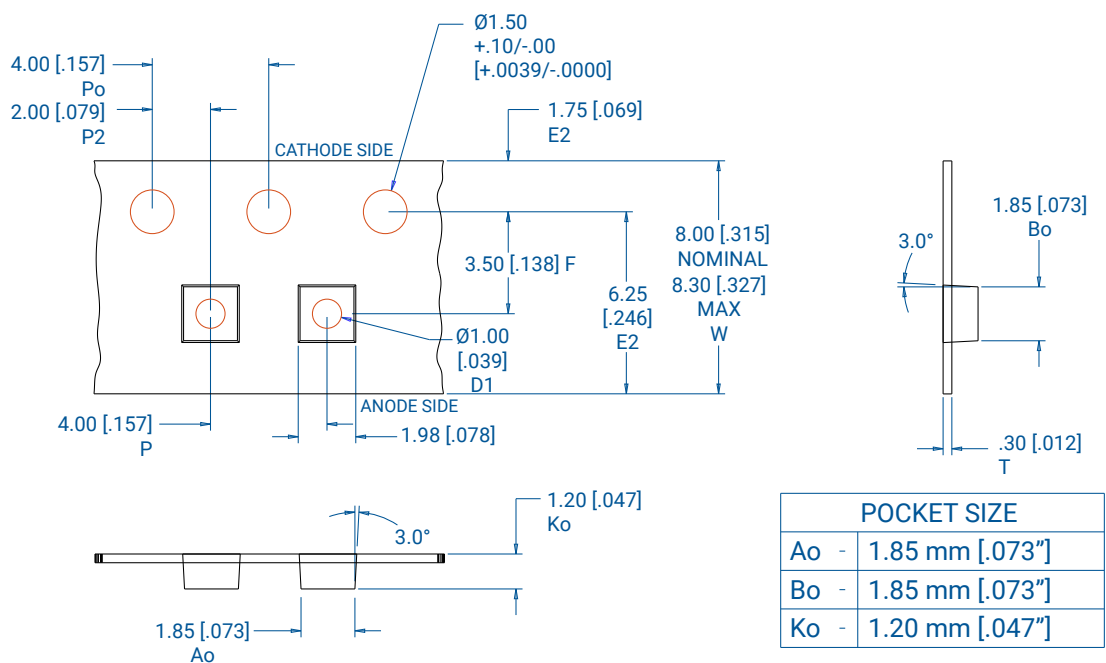 Ø1.50
+.10/-.00
[+.0039/-.0000]
4.00 [.157]
Po
2.00 [.079]
P2
1.75 [.069]
E2
CATHODE SIDE
3.50 [.138] F
8.00 [.315]
NOMINAL
8.30 [.327]
MAX
W
6.25
[.246]
E2
Ø1.00
[.039]
D1
ANODE SIDE
4.00 [.157]
P
1.98 [.078]
3.0°
1.85 [.073]
Bo
.30 [.012]
T
1.20 [.047]
Ko
3.0°
1.85 [.073]
Ao
POCKET SIZE
Ao - 1.85 mm [.073”]
Bo - 1.85 mm [.073”]
Ko - 1.20 mm [.047”]